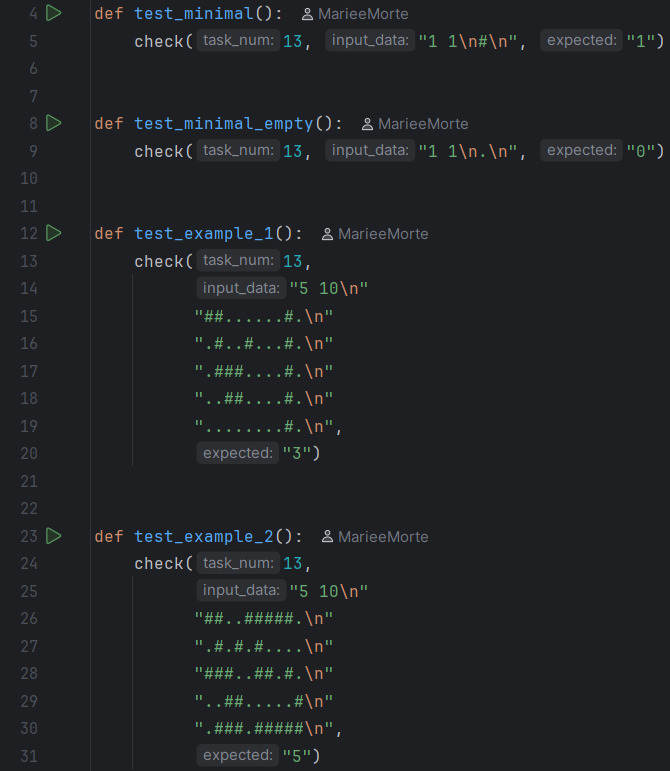 4 def test_minimal(): MarieeMorte
5 check( task_num: 13, input_data: "1 1\n#\n", expected: "1")
6
7
8 def test_minimal_empty(): MarieeMorte
9 check( task_num: 13, input_data: "1 1\n.\n", expected: "0")
10
11
12 def test_example_1(): MarieeMorte
13 check( task_num: 13,
14 input_data: "5 10\n"
15 "##......#.\n"
16 ".#..#...#.\n"
17 ".###....#.\n"
18 "..##....#.\n"
19 "........#.\n",
20 expected: "3")
21
22
23 def test_example_2(): MarieeMorte
24 check( task_num: 13,
25 input_data: "5 10\n"
26 "##..#####.\n"
27 ".#.#.#....\n"
28 "###..##.#.\n"
29 "..##.....#\n"
30 ".###.#####\n",
31 expected: "5")